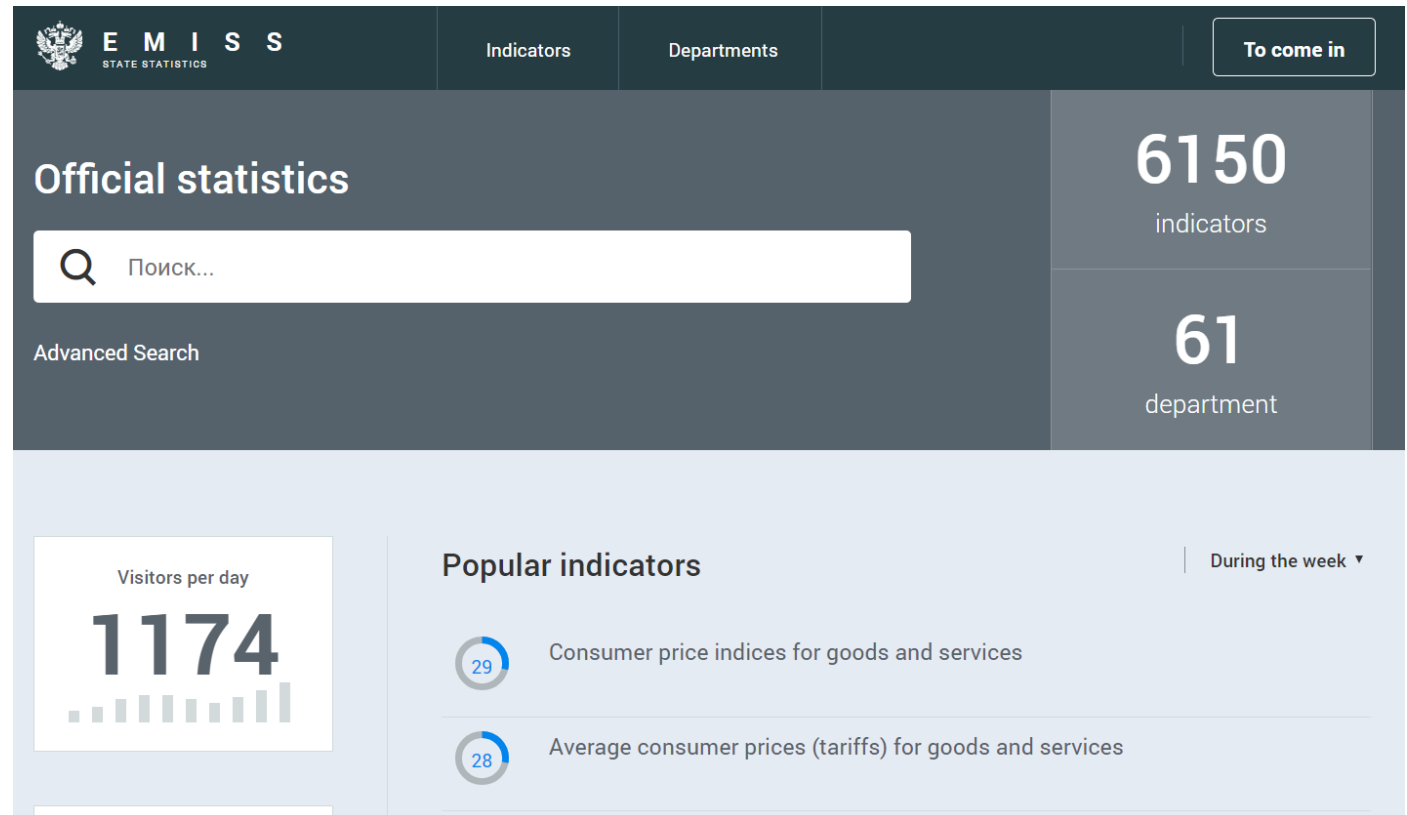 E M I S S
STATE STATISTICS
Indicators
Departments
To come in
Official statistics
Поиск...
Advanced Search
6150
indicators
61
department
Visitors per day
1174
Popular indicators
During the week ▼
29
Consumer price indices for goods and services
28
Average consumer prices (tariffs) for goods and services